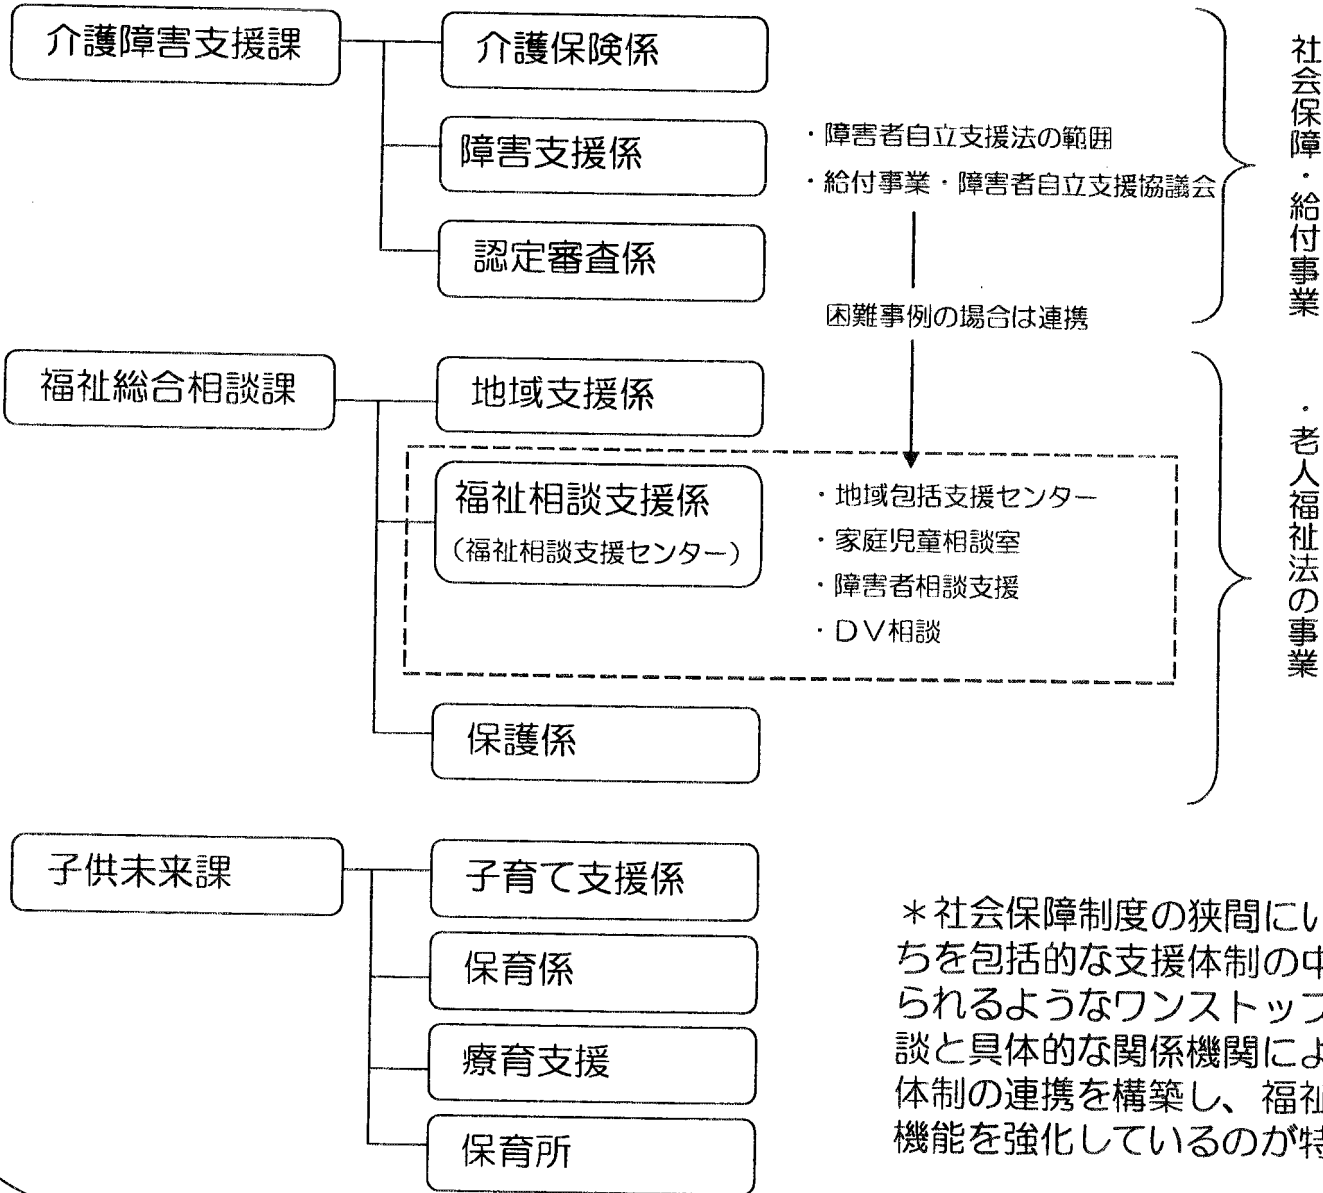 介護障害支援課
介護保険係
障害支援係
・障害者自立支援法の範囲
・給付事業・障害者自立支援協議会
認定審査係
困難事例の場合は連携
社会保障・給付事業
福祉総合相談課
地域支援係
福祉相談支援係
（福祉相談支援センター）
・地域包括支援センター
・家庭児童相談室
・障害者相談支援
・DV相談
保護係
・老人福祉法の事業
子供未来課
子育て支援係
保育係
療育支援
保育所
＊社会保障制度の狭間にい
ちを包括的な支援体制の中
られるようなワンストップ
談と具体的な関係機関によ
体制の連携を構築し、福祉
機能を強化しているのが特